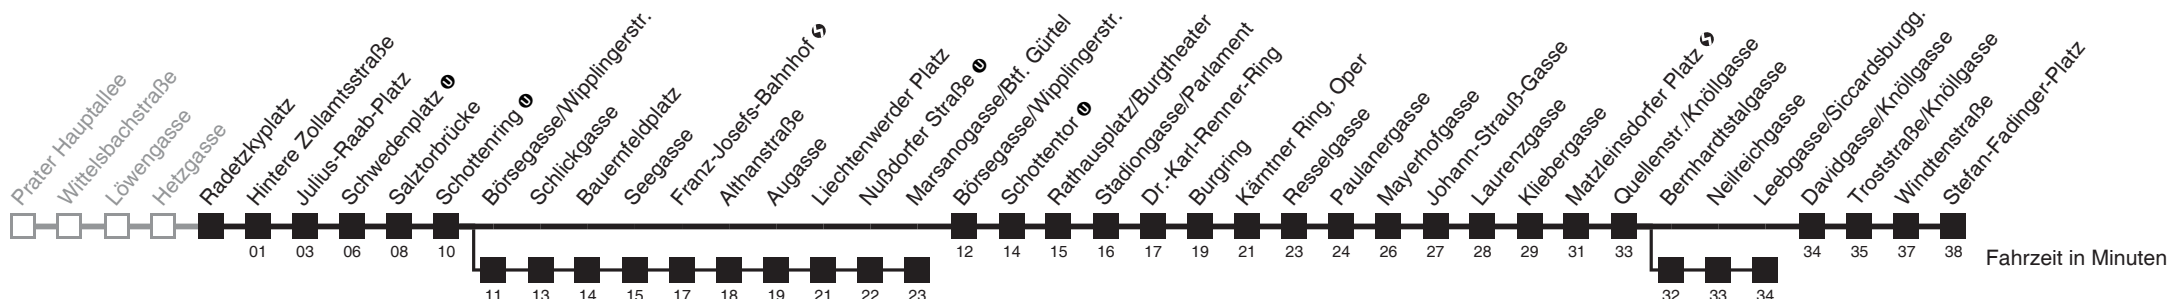 Prater Hauptallee
Wittelsbachstraße
Löwengasse
Hetzgasse
Radetzkyplatz
Hintere Zollamtsstraße
Julius-Raab-Platz
Schwedenplatz U
Salztorbrücke
Schottenring U
Börsegasse/Wipplingerstr.
Schlickgasse
Bauernfeldplatz
Seegasse
Franz-Josefs-Bahnhof S
Althanstraße
Augasse
Liechtenwerder Platz
Nußdorfer Straße U
Marsanogasse/Btf. Gürtel
Börsegasse/Wipplingerstr.
Schottentor U
Rathausplatz/Burgtheater
Stadiongasse/Parlament
Dr.-Karl-Renner-Ring
Burgring
Kärntner Ring, Oper
Resselgasse
Paulanergasse
Mayerhofgasse
Johann-Strauß-Gasse
Laurenzgasse
Kliebergasse
Matzleinsdorfer Platz S
Quellenstr./Knöllgasse
Bernhardtstalgasse
Neilreichgasse
Leebgasse/Siccardsburgg.
Davidgasse/Knöllgasse
Troststraße/Knöllgasse
Windtenstraße
Stefan-Fadinger-Platz
01 03 06 08 10 12 14 15 16 17 19 21 23 24 26 27 28 29 31 33 34 35 37 38
Fahrzeit in Minuten
11 13 14 15 17 18 19 21 22 23 32 33 34